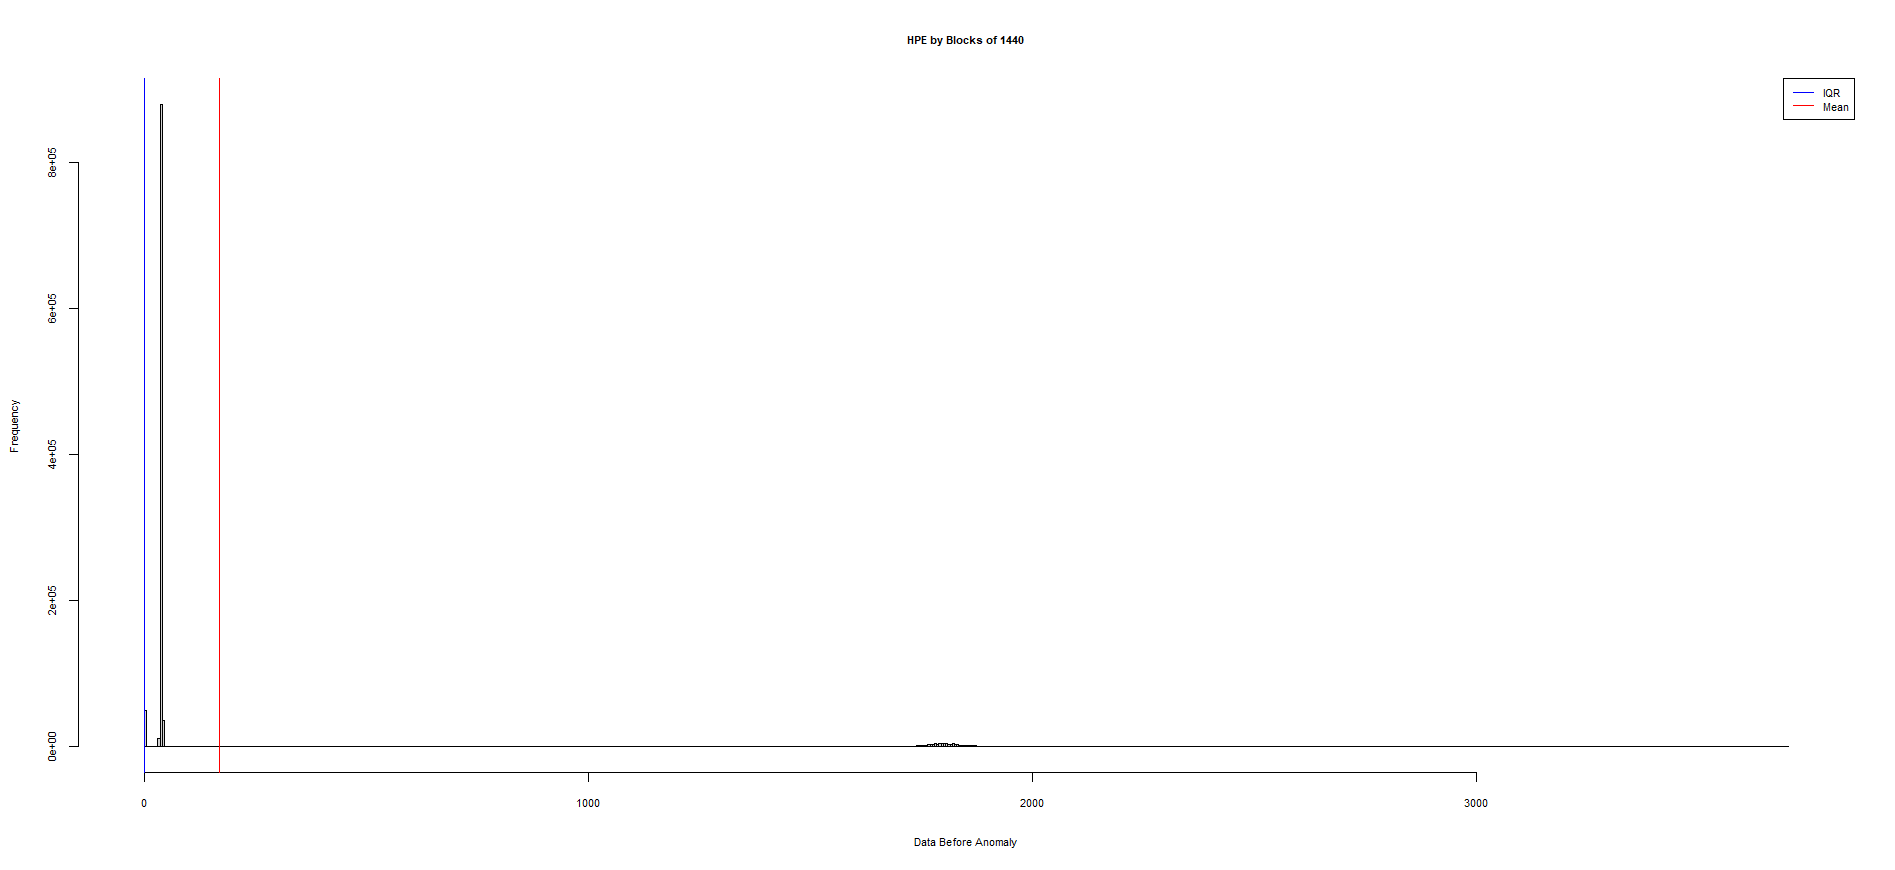 HPE by Blocks of 1440
IQR
Mean
8e+05
6e+05
4e+05
2e+05
0e+00
Frequency
0
1000
2000
3000
Data Before Anomaly